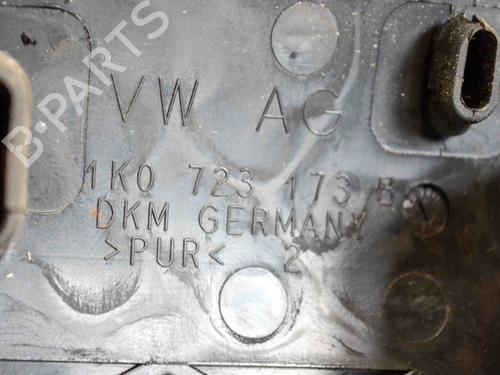 VW AG
1K0 723 173 B
DKM GERMANY
>PUR< 2
B-PARTS